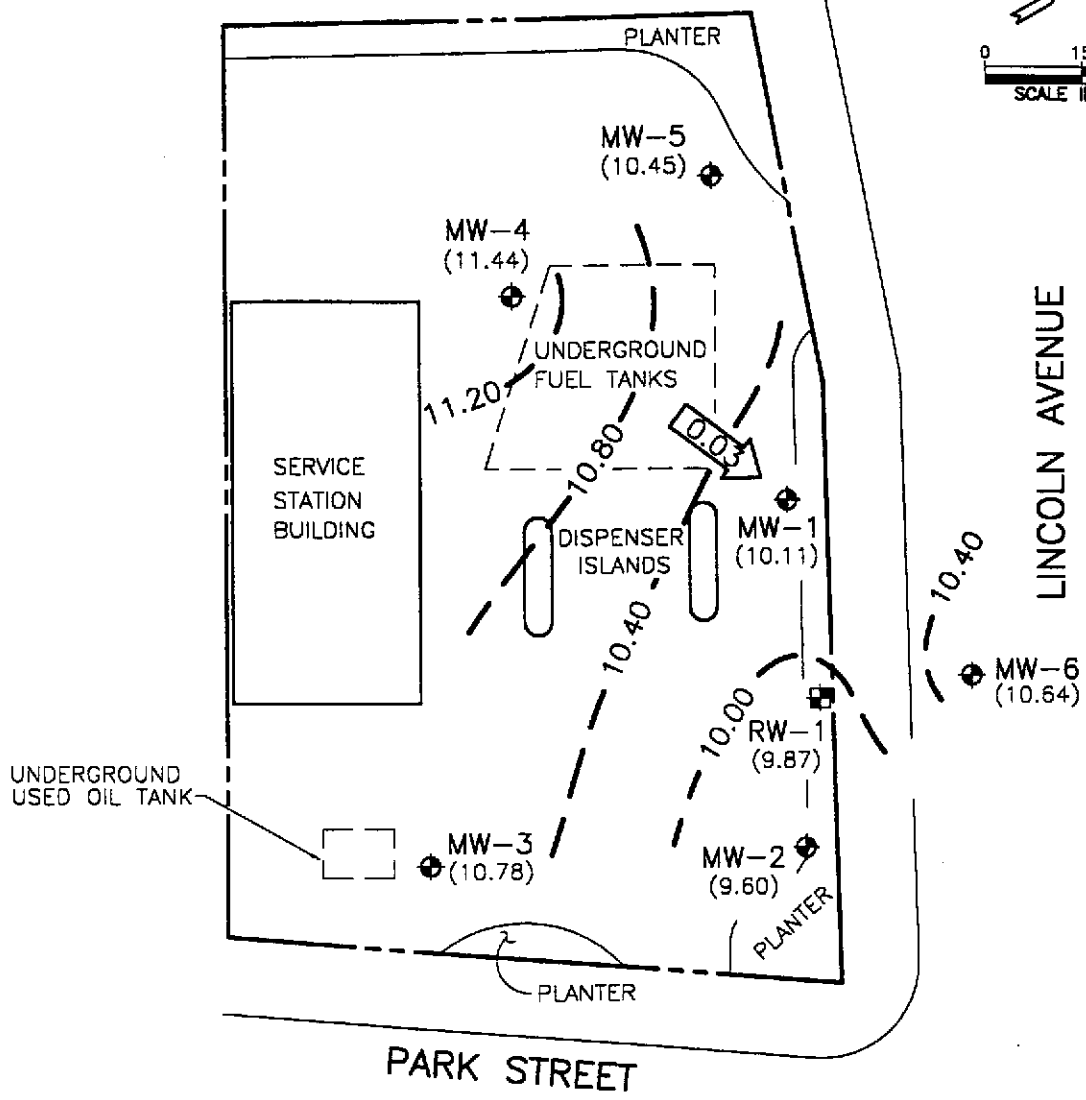 PLANTER
0 15
SCALE
MW-5
(10.45)
MW-4
(11.44)
UNDERGROUND
FUEL TANKS
11.20
10.80
0.03
SERVICE
STATION
BUILDING
DISPENSER
ISLANDS
MW-1
(10.11)
LINCOLN AVENUE
10.40
10.40
MW-6
(10.64)
10.00
RW-1
(9.87)
UNDERGROUND
USED OIL TANK
MW-3
(10.78)
MW-2
(9.60)
PLANTER
PLANTER
PARK STREET